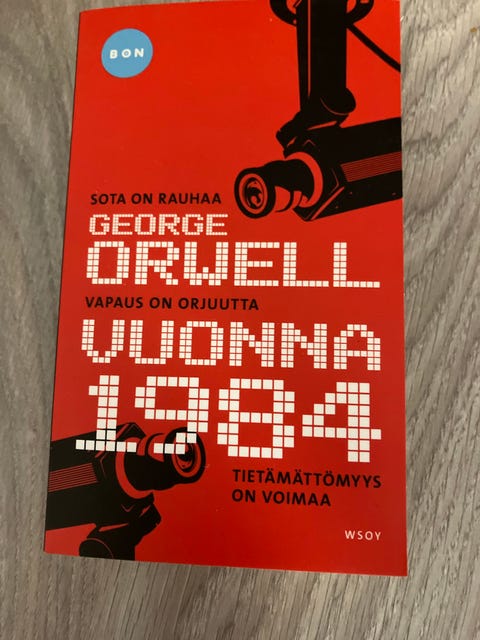 BON
SOTA ON RAUHAA
GEORGE
ORWELL
VAPAUS ON ORJUUTTA
VUONNA
1984
TIETÄMÄTTÖMYYS
ON VOIMAA
WSOY